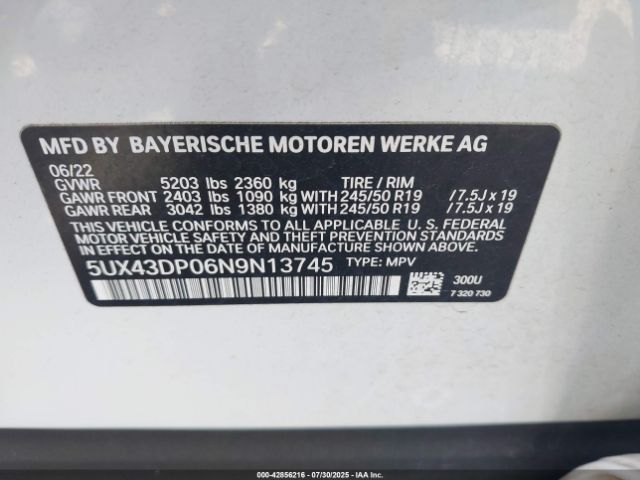 MFD BY BAYERISCHE MOTOREN WERKE AG
06/22
GVWR 5203 lbs 2360 kg TIRE / RIM
GAWR FRONT 2403 lbs 1090 kg WITH 245/50 R19 /7.5J x 19
GAWR REAR 3042 lbs 1380 kg WITH 245/50 R19 /7.5J x 19
THIS VEHICLE CONFORMS TO ALL APPLICABLE U. S. FEDERAL
MOTOR VEHICLE SAFETY, BUMPER, AND THEFT PREVENTION
STANDARDS IN EFFECT ON THE DATE OF MANUFACTURE SHOWN ABOVE.
5UX43DP06N9N13745 TYPE: MPV
300U
7 320 730
000-42856216 - 07/30/2025 - IAAI.COM